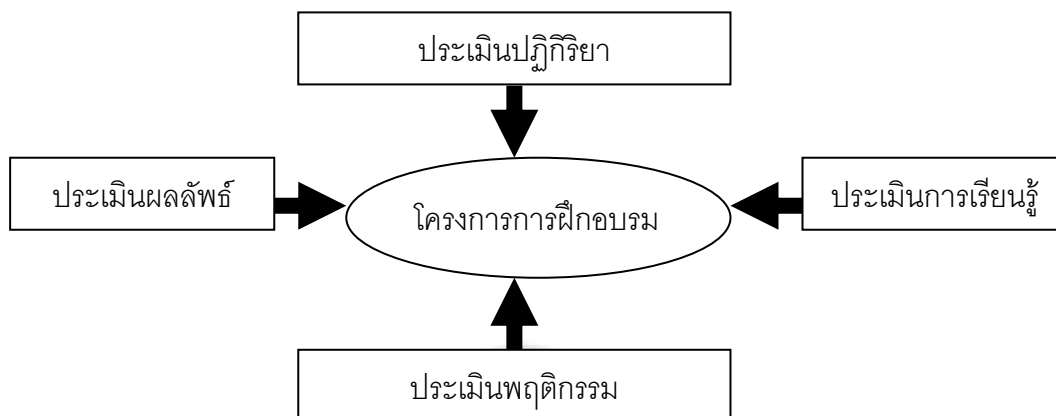 ประเมินปฏิกิริยา
ประเมินผลลัพธ์
โครงการการฝึกอบรม
ประเมินการเรียนรู้
ประเมินพฤติกรรม